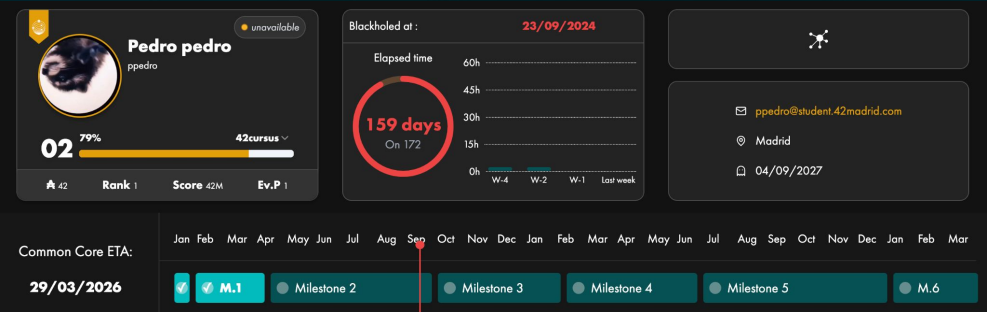 unavailable
Pedro pedro
ppedro
02
79%
42cursus
42
Rank 1
Score 42M
Ev.P 1
Blackholed at :
23/09/2024
Elapsed time
159 days
On 172
60h
45h
30h
15h
0h
W-4 W-2 W-1 Last week
ppedro@student.42madrid.com
Madrid
04/09/2027
Common Core ETA:
29/03/2026
Jan Feb Mar Apr May Jun Jul Aug Sep Oct Nov Dec Jan Feb Mar Apr May Jun Jul Aug Sep Oct Nov Dec Jan Feb Mar
M.1 Milestone 2 Milestone 3 Milestone 4 Milestone 5 M.6